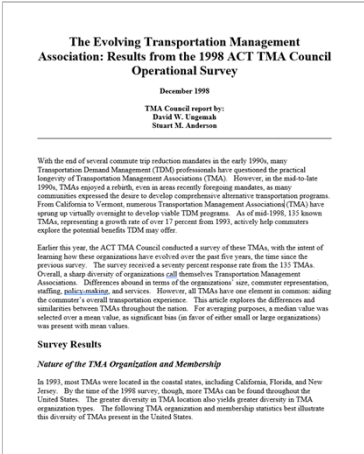 The Evolving Transportation Management
Association: Results from the 1998 ACT TMA Council
Operational Survey
December 1998
TMA Council report by:
David W. Ungemah
Stuart M. Anderson
With the end of several commute trip reduction mandates in the early 1990s, many
Transportation Demand Management (TDM) professionals have questioned the practical
longevity of Transportation Management Associations (TMA). However, in the mid-to-late
1990s, TMAs enjoyed a rebirth, even in areas recently foregoing mandates, as many
communities expressed the desire to develop comprehensive alternative transportation programs.
From California to Vermont, numerous Transportation Management Associations (TMA) have
sprung up virtually overnight to develop viable TDM programs. As of mid-1998, 135 known
TMAs, representing a growth rate of over 17 percent from 1993, actively help commuters
explore the potential benefits TDM may offer.
Earlier this year, the ACT TMA Council conducted a survey of these TMAs, with the intent of
learning how these organizations have evolved over the past five years, the time since the
previous survey. The survey received a seventy percent response rate from the 135 TMAs.
Overall, a sharp diversity of organizations call themselves Transportation Management
Associations. Differences abound in terms of the organizations' size, commuter representation,
staffing, policy-making, and services. However, all TMAs have one element in common: aiding
the commuter's overall transportation experience. This article explores the differences and
similarities between TMAs throughout the nation. For averaging purposes, a median value was
selected over a mean value, as significant bias (in favor of either small or large organizations)
was present with mean values.
Survey Results
Nature of the TMA Organization and Membership
In 1993, most TMAs were located in the coastal states, including California, Florida, and New
Jersey. By the time of the 1998 survey, though, more TMAs can be found throughout the
United States. The greater diversity in TMA location also yields greater diversity in TMA
organization types. The following TMA organization and membership statistics best illustrate
this diversity of TMAs present in the United States.